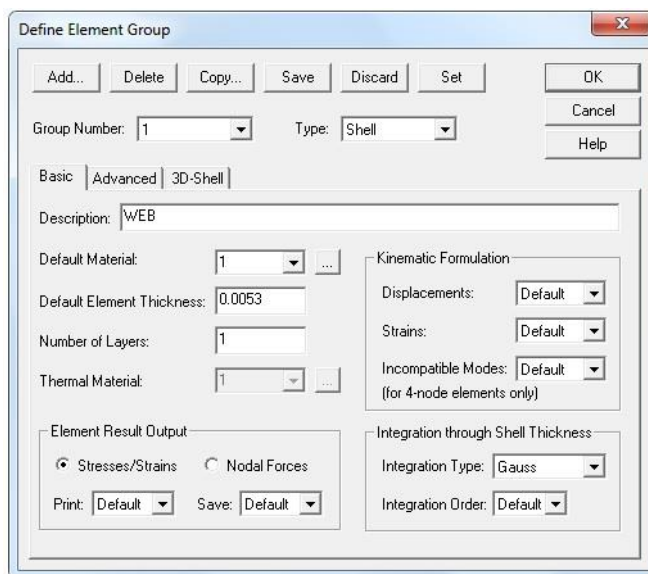 Define Element Group
Add... Delete Copy... Save Discard Set OK
Cancel
Group Number: 1 Type: Shell
Help
Basic Advanced 3D-Shell
Description: WEB
Default Material: 1 ...
Default Element Thickness: 0.0053
Number of Layers: 1
Thermal Material: 1 ...
Kinematic Formulation
Displacements: Default
Strains: Default
Incompatible Modes: Default
(for 4-node elements only)
Element Result Output
Stresses/Strains Nodal Forces
Print: Default Save: Default
Integration through Shell Thickness
Integration Type: Gauss
Integration Order: Default